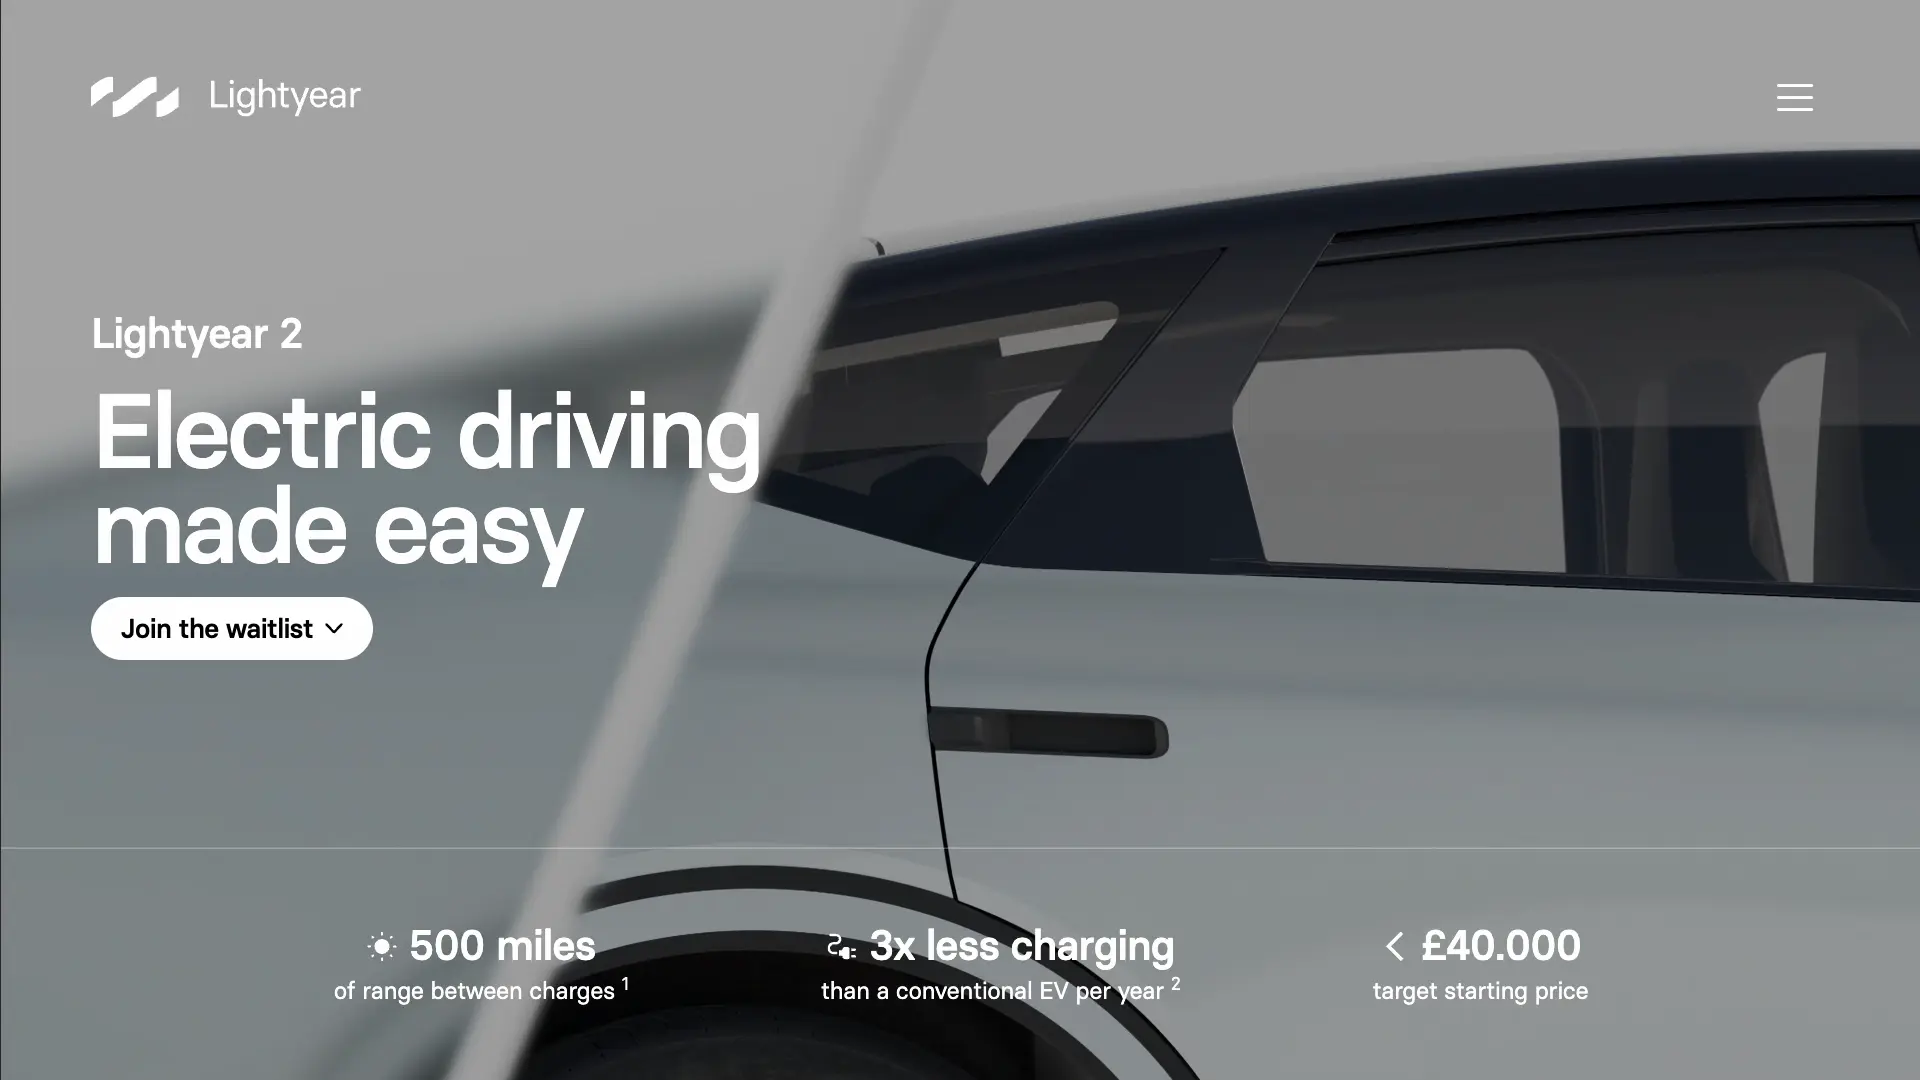 Lightyear
Lightyear 2
Electric driving
made easy
Join the waitlist
500 miles
of range between charges 1
3x less charging
than a conventional EV per year 2
< £40.000
target starting price